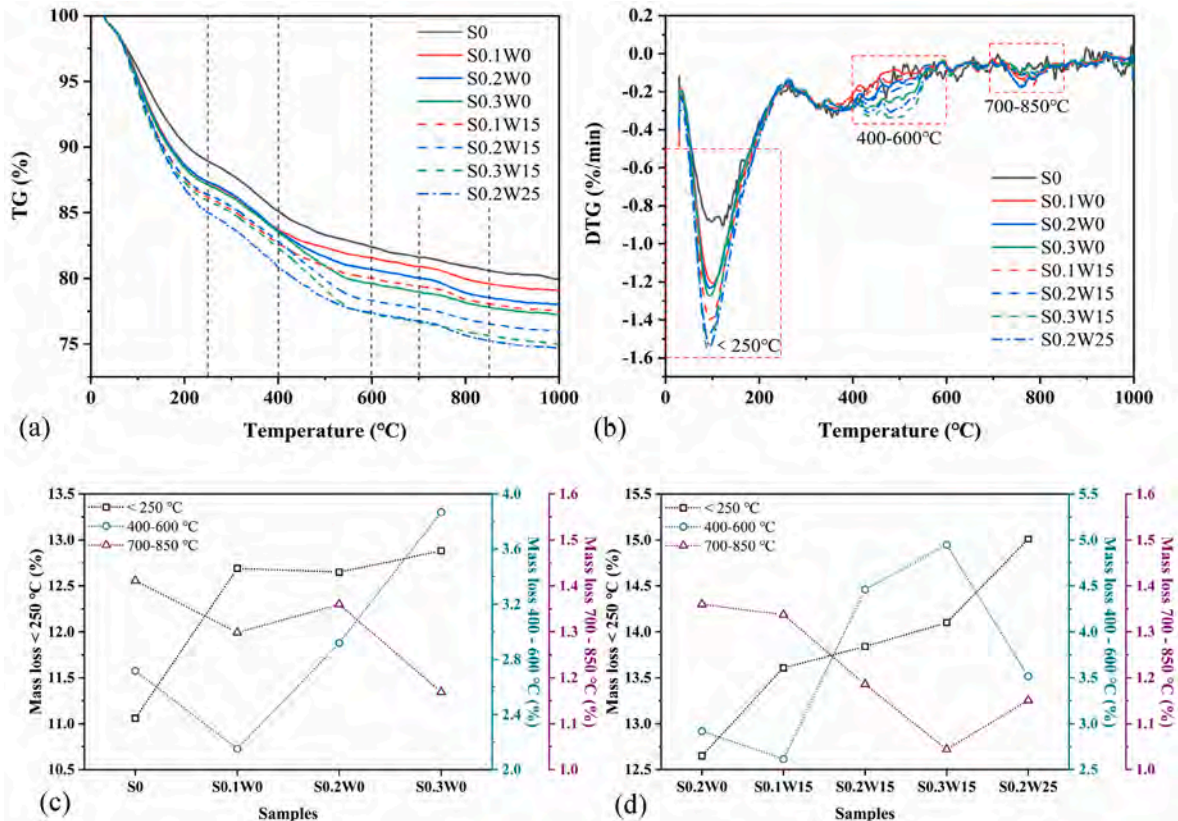 100
95
90
85
80
75
TG (%)
0
200
400
600
800
1000
Temperature (℃)
(a)
S0
S0.1W0
S0.2W0
S0.3W0
S0.1W15
S0.2W15
S0.3W15
S0.2W25
0.0
-0.2
-0.4
-0.6
-0.8
-1.0
-1.2
-1.4
-1.6
DTG (%/min)
0
200
400
600
800
1000
Temperature (℃)
(b)
400-600℃
700-850℃
< 250℃
S0
S0.1W0
S0.2W0
S0.3W0
S0.1W15
S0.2W15
S0.3W15
S0.2W25
13.5
13.0
12.5
12.0
11.5
11.0
10.5
Mass loss < 250 ℃ (%)
< 250 ℃
400-600 ℃
700-850 ℃
4.0
3.6
3.2
2.8
2.4
2.0
Mass loss 400 - 600 ℃ (%)
1.6
1.5
1.4
1.3
1.2
1.1
1.0
Mass loss 700 - 850 ℃ (%)
S0
S0.1W0
S0.2W0
S0.3W0
Samples
(c)
15.5
15.0
14.5
14.0
13.5
13.0
12.5
Mass loss < 250 ℃ (%)
< 250 ℃
400-600 ℃
700-850 ℃
5.5
5.0
4.5
4.0
3.5
3.0
2.5
Mass loss 400 - 600 ℃ (%)
1.6
1.5
1.4
1.3
1.2
1.1
1.0
Mass loss 700 - 850 ℃ (%)
S0.2W0
S0.1W15
S0.2W15
S0.3W15
S0.2W25
Samples
(d)